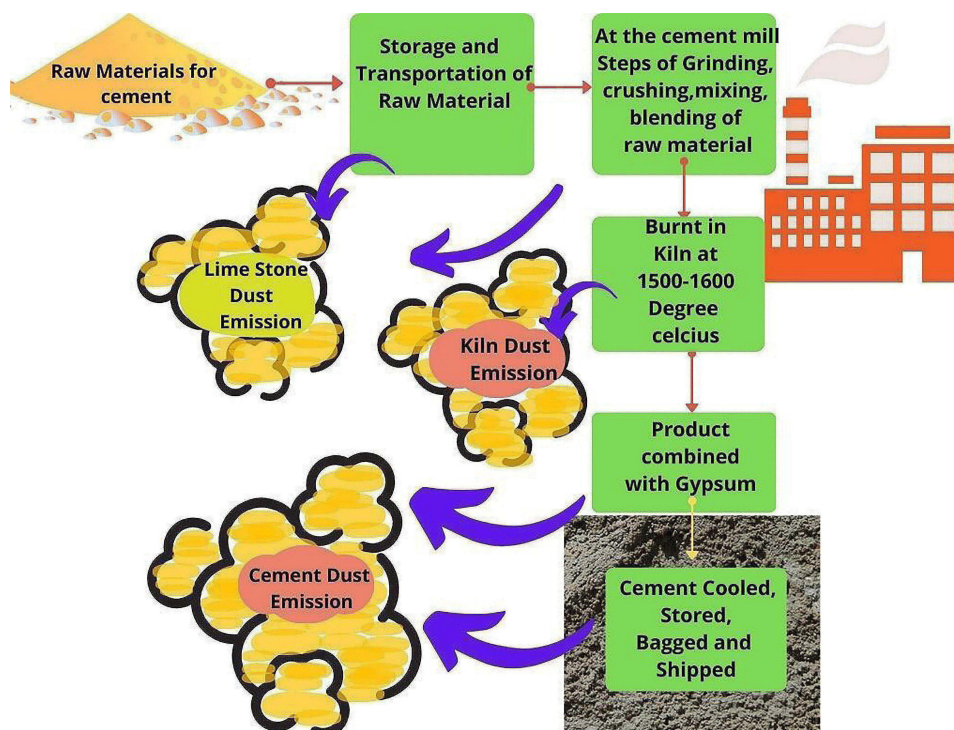 Raw Materials for
cement
Storage and
Transportation of
Raw Material
At the cement mill
Steps of Grinding,
crushing,mixing,
blending of
raw material
Burnt in
Kiln at
1500-1600
Degree
celcius
Lime Stone
Dust
Emission
Kiln Dust
Emission
Product
combined
with Gypsum
Cement Dust
Emission
Cement Cooled,
Stored,
Bagged and
Shipped